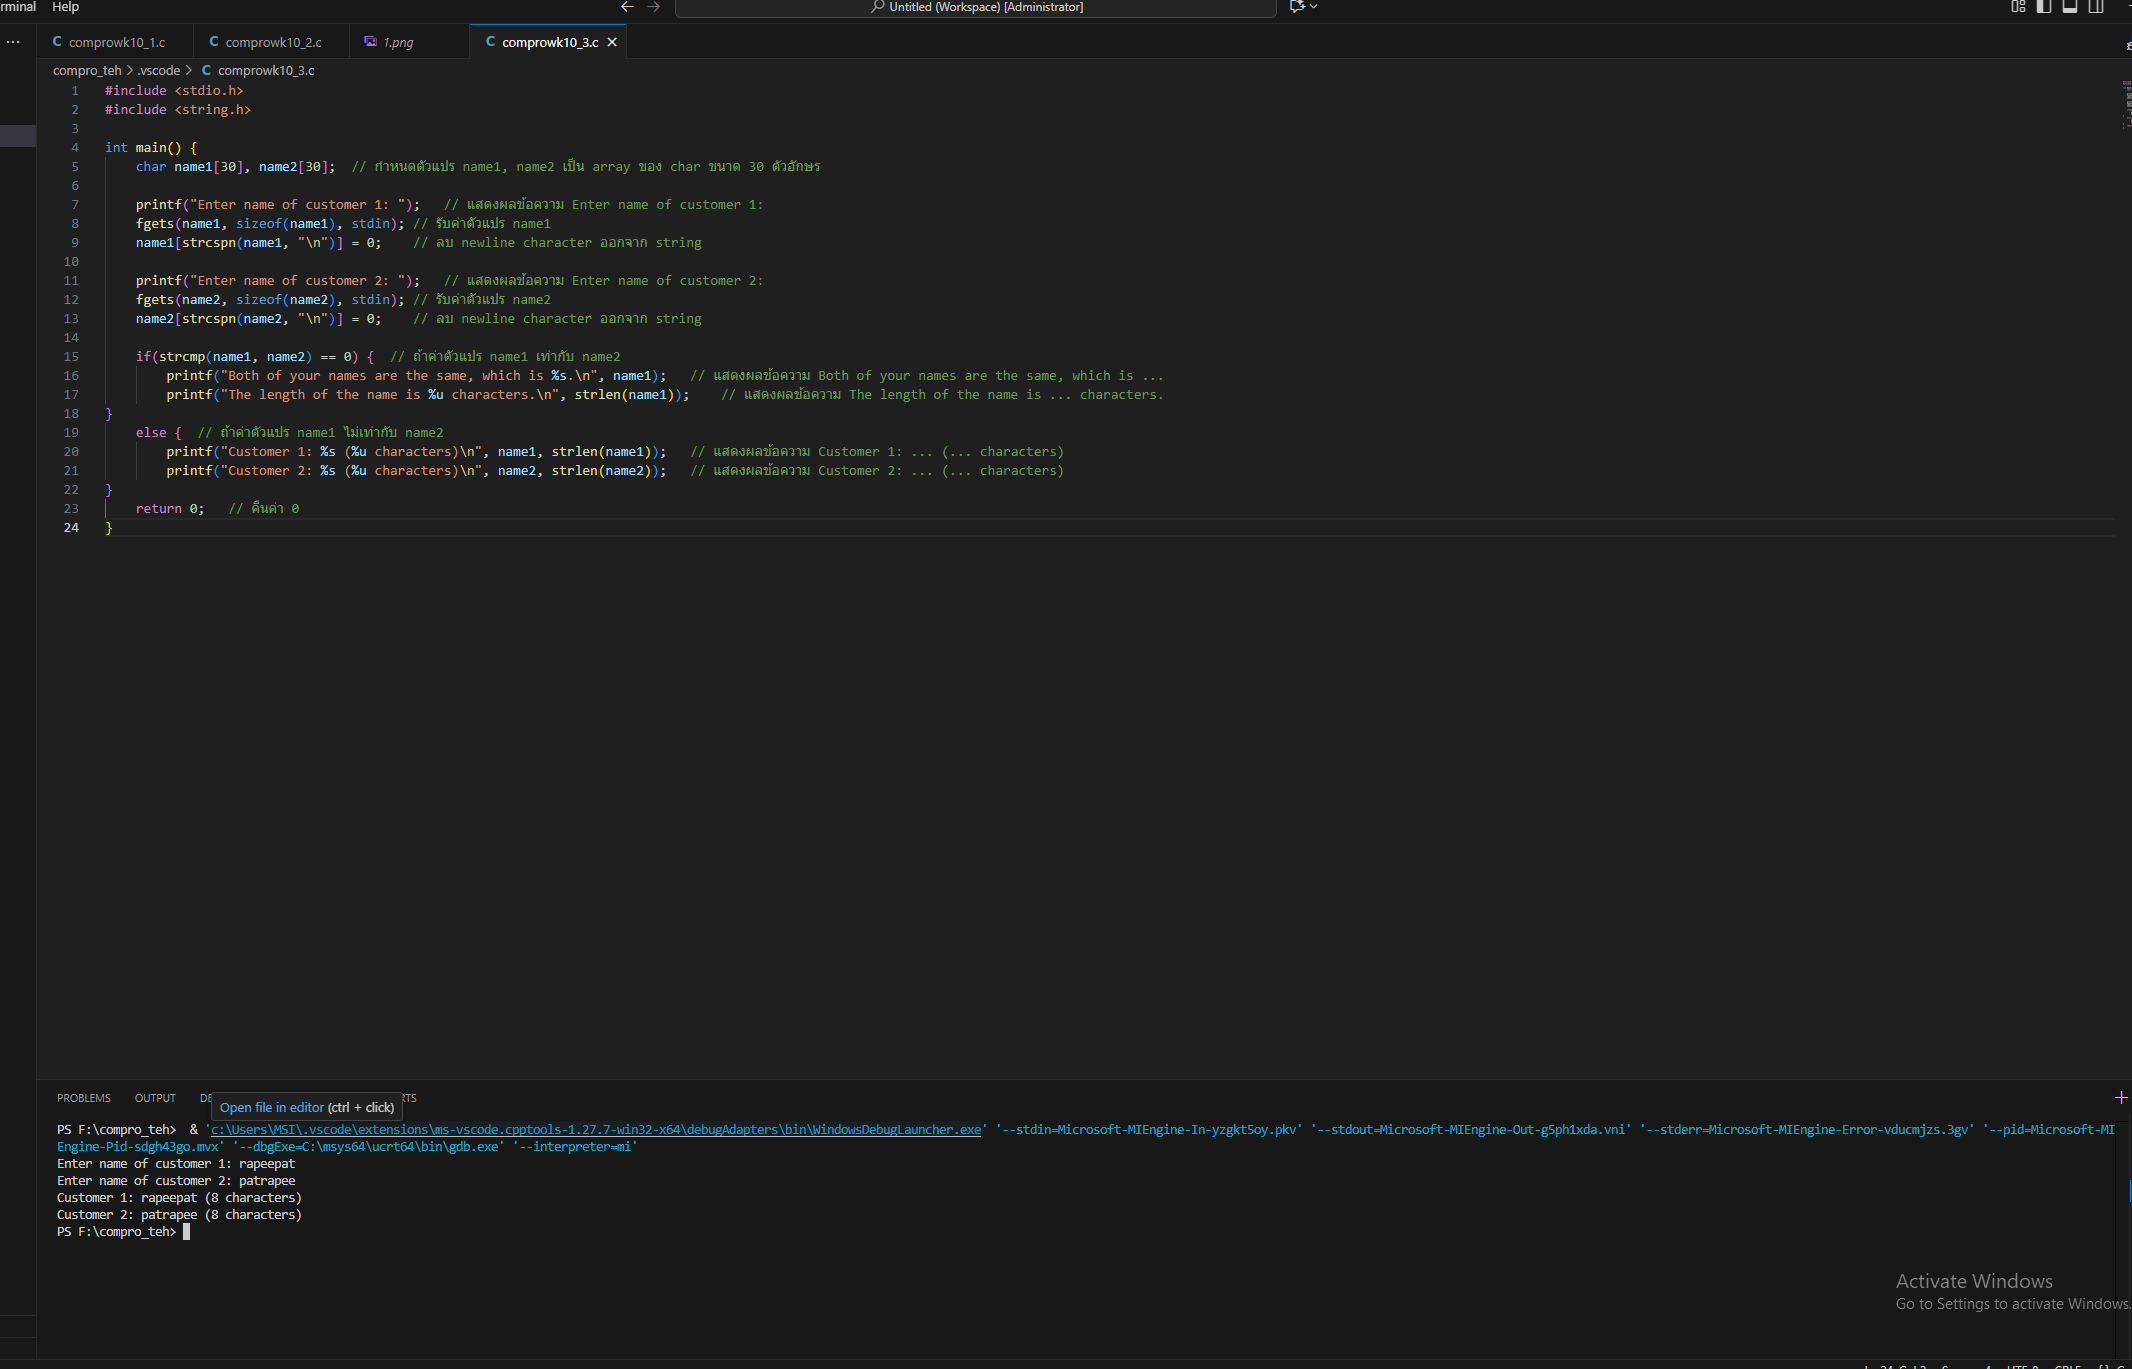 rminal Help
Untitled (Workspace) [Administrator]
comprowk10_1.c
comprowk10_2.c
1.png
comprowk10_3.c
compro_teh > .vscode > C comprowk10_3.c
1 #include <stdio.h>
2 #include <string.h>
3
4 int main() {
5 char name1[30], name2[30]; // กำหนดตัวแปร name1, name2 เป็น array ของ char ขนาด 30 ตัวอักษร
6
7 printf("Enter name of customer 1: "); // แสดงผลข้อความ Enter name of customer 1:
8 fgets(name1, sizeof(name1), stdin); // รับค่าตัวแปร name1
9 name1[strcspn(name1, "\n")] = 0; // ลบ newline character ออกจาก string
10
11 printf("Enter name of customer 2: "); // แสดงผลข้อความ Enter name of customer 2:
12 fgets(name2, sizeof(name2), stdin); // รับค่าตัวแปร name2
13 name2[strcspn(name2, "\n")] = 0; // ลบ newline character ออกจาก string
14
15 if(strcmp(name1, name2) == 0) { // ถ้าค่าตัวแปร name1 เท่ากับ name2
16 printf("Both of your names are the same, which is %s.\n", name1); // แสดงผลข้อความ Both of your names are the same, which is ...
17 printf("The length of the name is %u characters.\n", strlen(name1)); // แสดงผลข้อความ The length of the name is ... characters.
18 }
19 else { // ถ้าค่าตัวแปร name1 ไม่เท่ากับ name2
20 printf("Customer 1: %s (%u characters)\n", name1, strlen(name1)); // แสดงผลข้อความ Customer 1: ... (... characters)
21 printf("Customer 2: %s (%u characters)\n", name2, strlen(name2)); // แสดงผลข้อความ Customer 2: ... (... characters)
22 }
23 return 0; // คืนค่า 0
24 }
PROBLEMS OUTPUT DE RTS
Open file in editor (ctrl + click)
PS F:\compro_teh> & 'c:\Users\MSI\.vscode\extensions\ms-vscode.cpptools-1.27.7-win32-x64\debugAdapters\bin\WindowsDebugLauncher.exe' '--stdin=Microsoft-MIEngine-In-yzgkt5oy.pkv' '--stdout=Microsoft-MIEngine-Out-g5ph1xda.vni' '--stderr=Microsoft-MIEngine-Error-vducmjzs.3gv' '--pid=Microsoft-MI
Engine-Pid-sdgh43go.mvx' '--dbgExe=C:\msys64\ucrt64\bin\gdb.exe' '--interpreter=mi'
Enter name of customer 1: rapeepat
Enter name of customer 2: patrapee
Customer 1: rapeepat (8 characters)
Customer 2: patrapee (8 characters)
PS F:\compro_teh>
Activate Windows
Go to Settings to activate Windows.